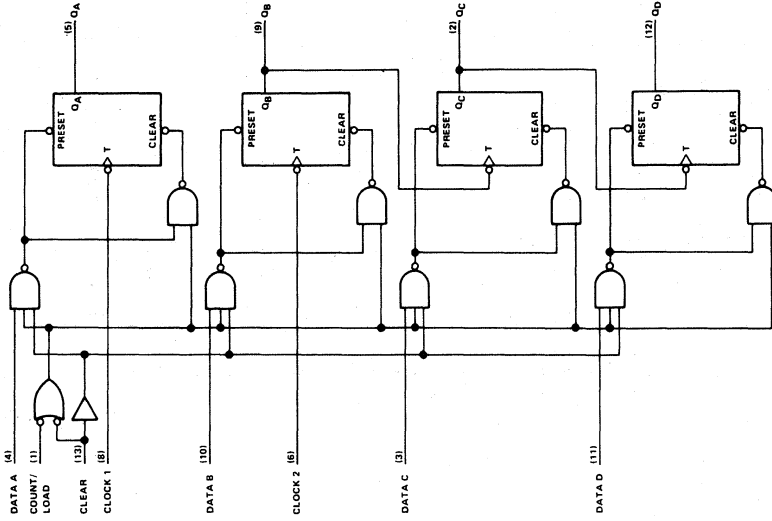 DATA A (4)
COUNT/ LOAD (1)
CLEAR (13)
CLOCK 1 (8)
DATA B (10)
CLOCK 2 (6)
DATA C (3)
DATA D (11)
PRESET
QA
T
CLEAR
(5) QA
PRESET
QB
T
CLEAR
(9) QB
PRESET
QC
T
CLEAR
(2) QC
PRESET
QD
T
CLEAR
(12) QD